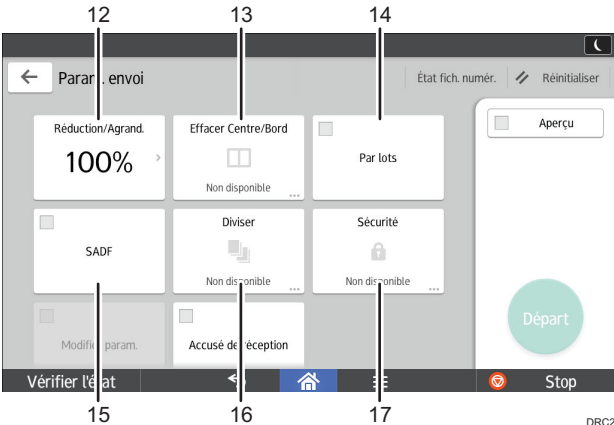 12 13 14
Param. envoi
État fich. numér. Réinitialiser
Réduction/Agrand. Effacer Centre/Bord Aperçu
100% Par lots
Non disponible
Diviser Sécurité
SADF
Non disponible Non disponible
Départ
Modifier param. Accusé de réception
Vérifier l'état Stop
15 16 17
DRC2